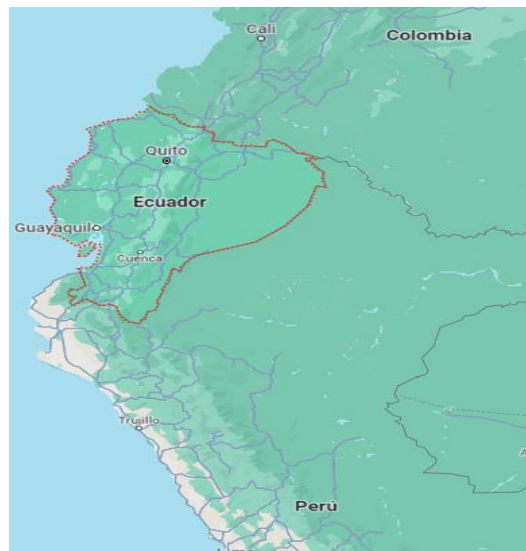 Cali
Colombia
Quito
Ecuador
Guayaquil
Cuenca
Trujillo
Perú